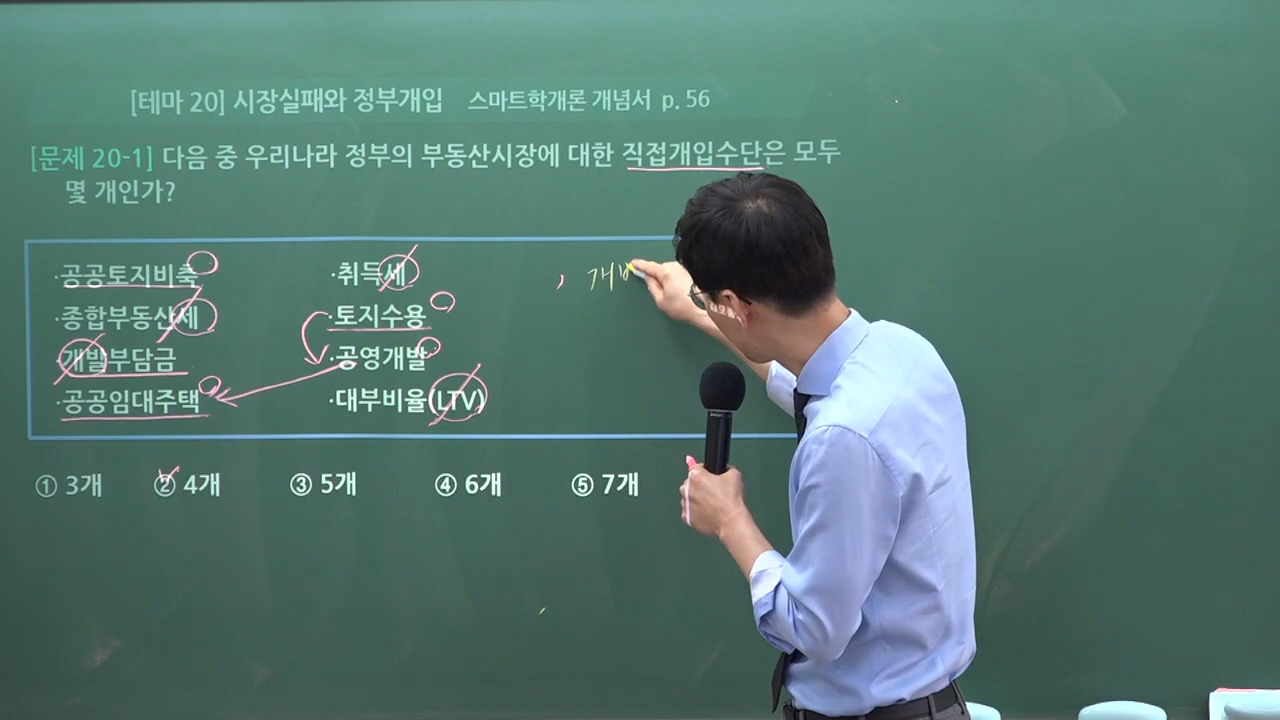 [테마 20] 시장실패와 정부개입 스마트학개론 개념서 p. 56
[문제 20-1] 다음 중 우리나라 정부의 부동산시장에 대한 직접개입수단은 모두
몇 개인가?
·공공토지비축 ·취득세
·종합부동산세 ·토지수용
·개발부담금 ·공영개발
·공공임대주택 ·대부비율(LTV)
, 개
① 3개 ② 4개 ③ 5개 ④ 6개 ⑤ 7개